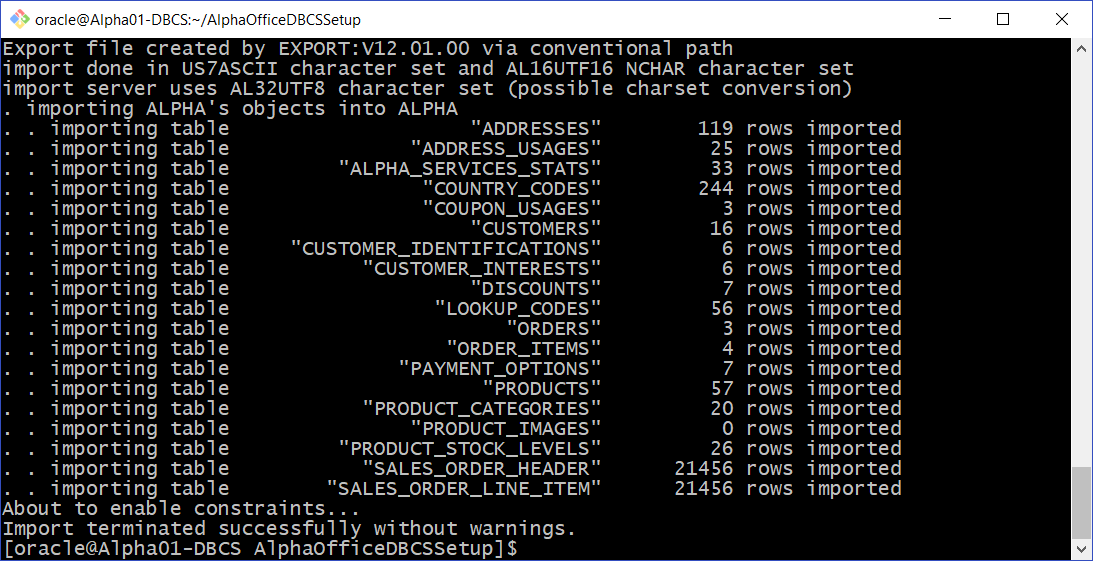 oracle@Alpha01-DBCS:~/AlphaOfficeDBCSSetup
Export file created by EXPORT:V12.01.00 via conventional path
import done in US7ASCII character set and AL16UTF16 NCHAR character set
import server uses AL32UTF8 character set (possible charset conversion)
. importing ALPHA's objects into ALPHA
. . importing table "ADDRESSES" 119 rows imported
. . importing table "ADDRESS_USAGES" 25 rows imported
. . importing table "ALPHA_SERVICES_STATS" 33 rows imported
. . importing table "COUNTRY_CODES" 244 rows imported
. . importing table "COUPON_USAGES" 3 rows imported
. . importing table "CUSTOMERS" 16 rows imported
. . importing table "CUSTOMER_IDENTIFICATIONS" 6 rows imported
. . importing table "CUSTOMER_INTERESTS" 6 rows imported
. . importing table "DISCOUNTS" 7 rows imported
. . importing table "LOOKUP_CODES" 56 rows imported
. . importing table "ORDERS" 3 rows imported
. . importing table "ORDER_ITEMS" 4 rows imported
. . importing table "PAYMENT_OPTIONS" 7 rows imported
. . importing table "PRODUCTS" 57 rows imported
. . importing table "PRODUCT_CATEGORIES" 20 rows imported
. . importing table "PRODUCT_IMAGES" 0 rows imported
. . importing table "PRODUCT_STOCK_LEVELS" 26 rows imported
. . importing table "SALES_ORDER_HEADER" 21456 rows imported
. . importing table "SALES_ORDER_LINE_ITEM" 21456 rows imported
About to enable constraints...
Import terminated successfully without warnings.
[oracle@Alpha01-DBCS AlphaOfficeDBCSSetup]$